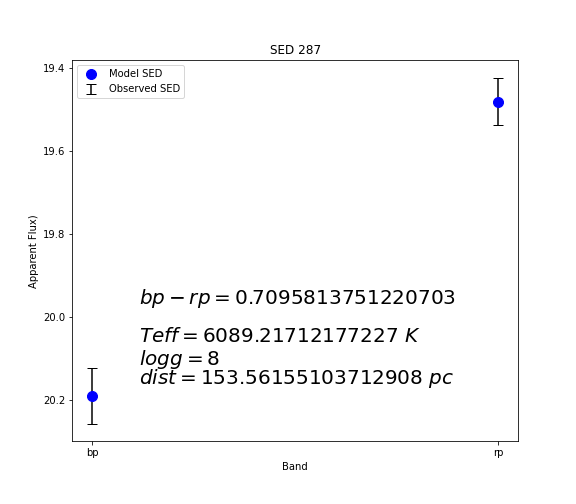 SED 287
Model SED
Observed SED
19.4
19.6
19.8
20.0
20.2
Apparent Flux)
bp − rp = 0.7095813751220703
Teff = 6089.21712177227 K
logg = 8
dist = 153.56155103712908 pc
bp
rp
Band